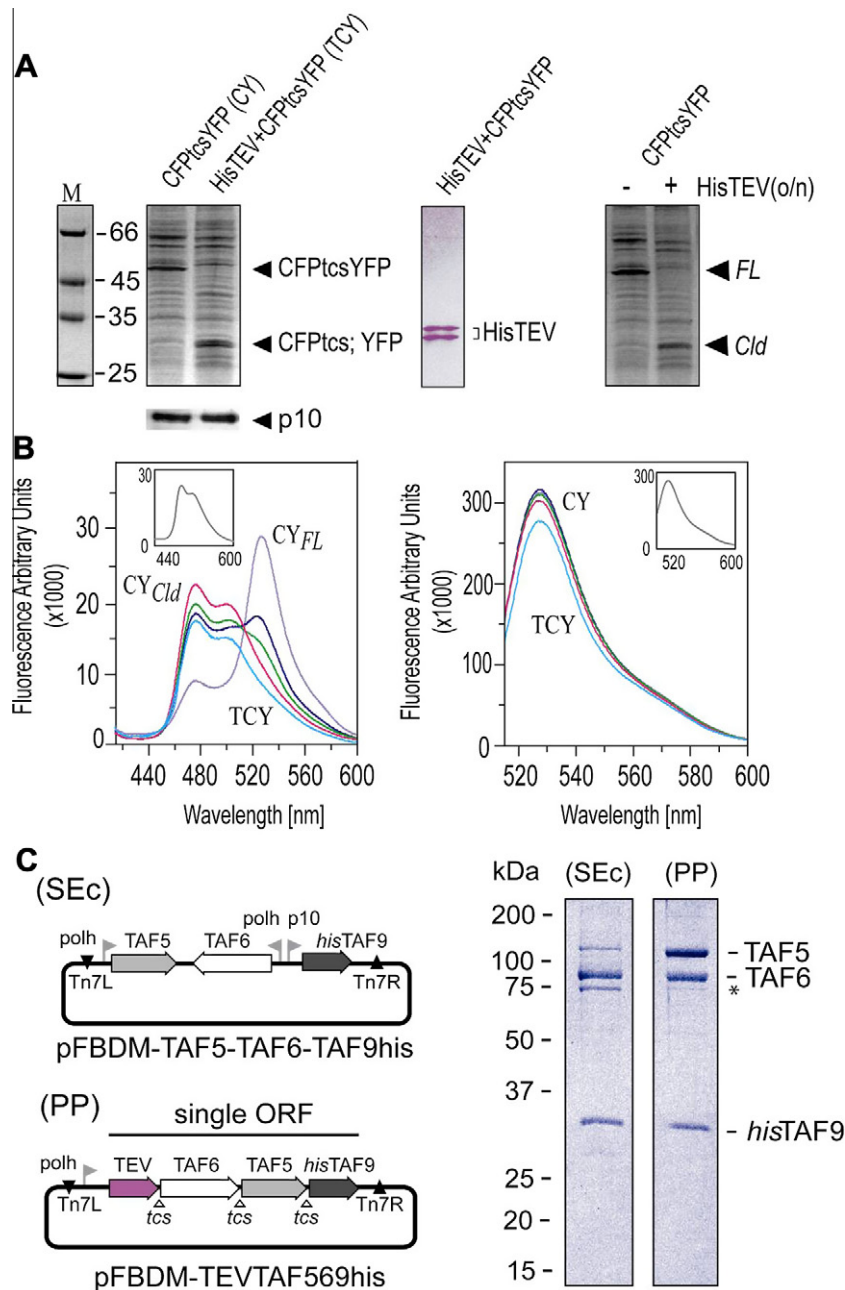 A
CFPtcsYFP (CY)
HisTEV+CFPtcsYFP (TCY)
HisTEV+CFPtcsYFP
CFPtcsYFP
M
- + HisTEV(o/n)
-66
-45
-35
-25
CFPtcsYFP
CFPtcs; YFP
p10
HisTEV
FL
Cld
B
Fluorescence Arbitrary Units
(x1000)
30
20
10
0
30
0
440 600
CY FL
CY Cld
TCY
440 480 520 560 600
Wavelength [nm]
Fluorescence Arbitrary Units
(x1000)
300
200
100
0
300
0
520 600
CY
TCY
520 540 560 580 600
Wavelength [nm]
C
(SEc)
polh TAF5 TAF6 polh p10 hisTAF9
Tn7L Tn7R
pFBDM-TAF5-TAF6-TAF9his
(PP)
single ORF
polh TEV TAF6 TAF5 hisTAF9
Tn7L tcs tcs tcs Tn7R
pFBDM-TEVTAF569his
kDa (SEc) (PP)
200 –
100 –
75 –
50 –
37 –
25 –
20 –
15 –
– TAF5
– TAF6
*
– hisTAF9